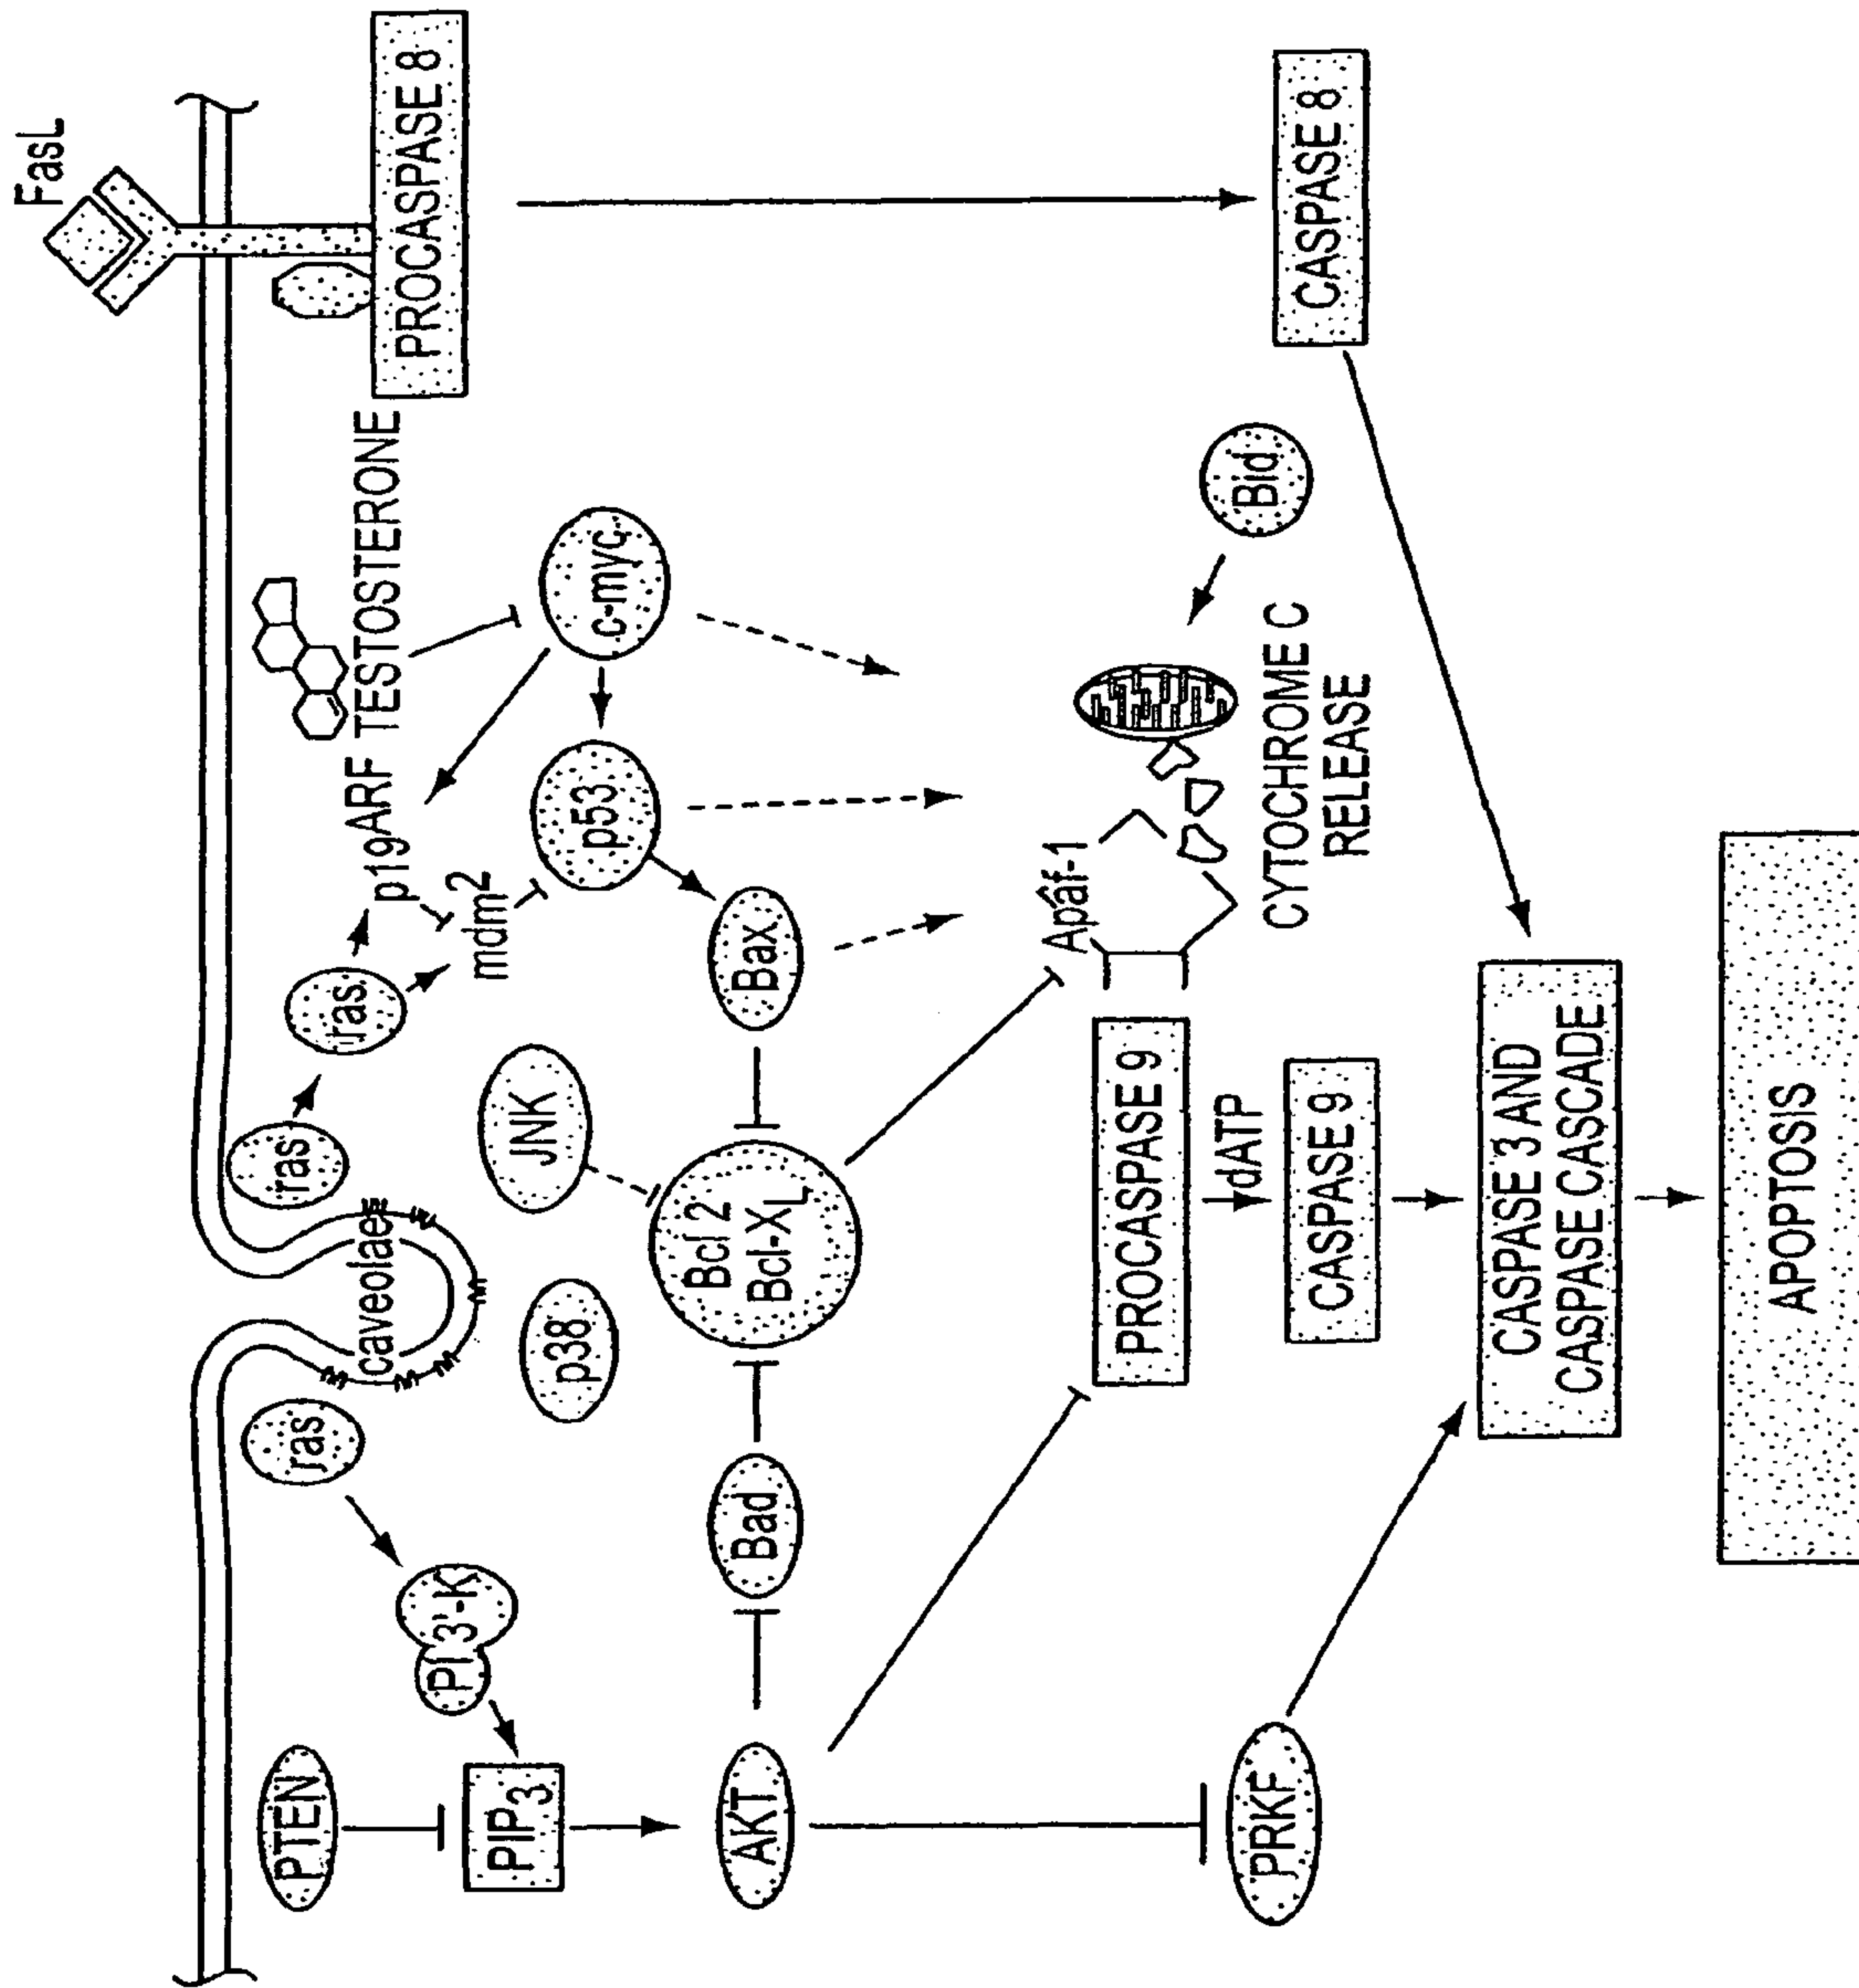 FasL
PTEN
ras
caveolae
ras
ras
p19ARF
TESTOSTERONE
PROCASPASE 8
PI 3'-K
mdm2
PIP3
p38
JNK
p53
c-myc
AKT
Bad
Bcl 2
Bcl-XL
Bax
Apaf-1
PROCASPASE 9
dATP
CYTOCHROME C
RELEASE
Bid
PRKF
CASPASE 9
CASPASE 8
CASPASE 3 AND
CASPASE CASCADE
APOPTOSIS